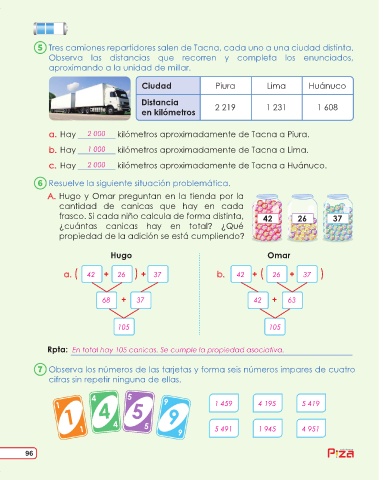 5 Tres camiones repartidores salen de Tacna, cada uno a una ciudad distinta.
Observa las distancias que recorren y completa los enunciados,
aproximando a la unidad de millar.
Ciudad Piura Lima Huánuco
Distancia
en kilómetros 2 219 1 231 1 608
a. Hay 2 000 kilómetros aproximadamente de Tacna a Piura.
b. Hay 1 000 kilómetros aproximadamente de Tacna a Lima.
c. Hay 2 000 kilómetros aproximadamente de Tacna a Huánuco.
6 Resuelve la siguiente situación problemática.
A. Hugo y Omar preguntan en la tienda por la
cantidad de canicas que hay en cada
frasco. Si cada niño calcula de forma distinta,
¿cuántas canicas hay en total? ¿Qué
propiedad de la adición se está cumpliendo?
42 26 37
Hugo Omar
a. ( 42 + 26 ) + 37 b. 42 + ( 26 + 37 )
68 + 37 42 + 63
105 105
Rpta: En total hay 105 canicas. Se cumple la propiedad asociativa.
7 Observa los números de las tarjetas y forma seis números impares de cuatro
cifras sin repetir ninguna de ellas.
1 1 1
4 4 4
5 5 5
9 9 9
1 459 4 195 5 419
5 491 1 945 4 951
96